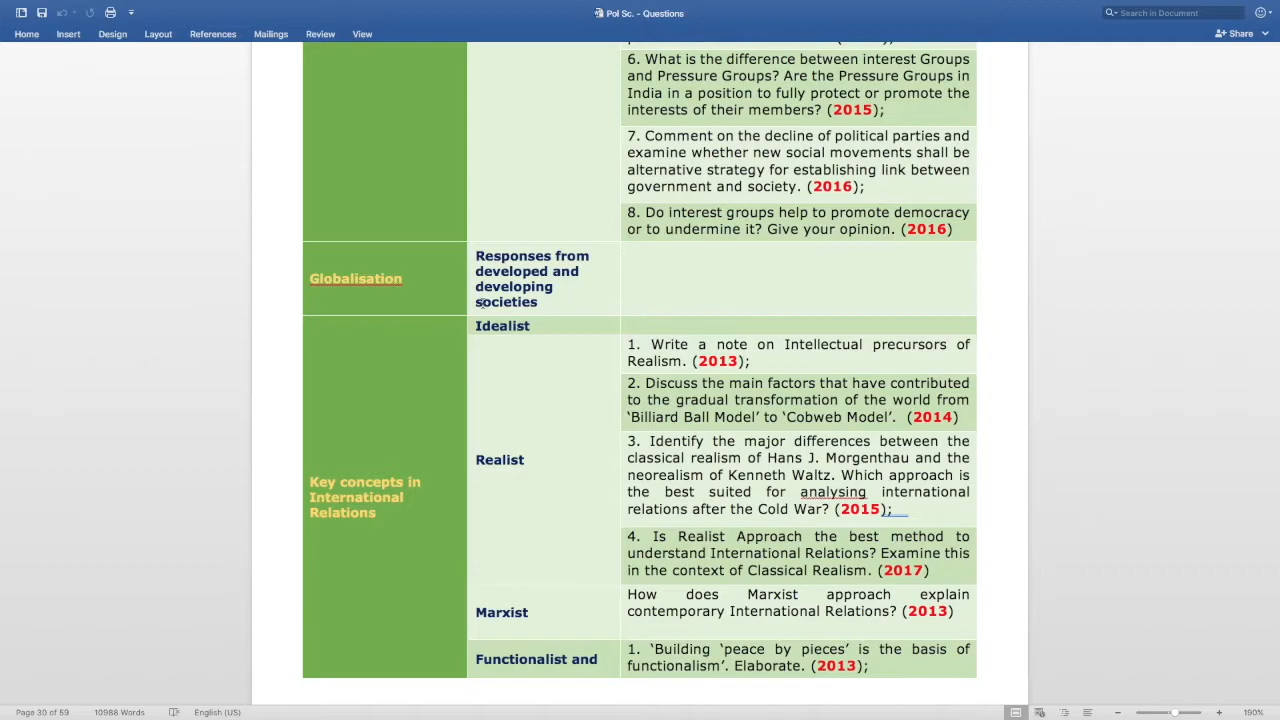 Pol Sc. - Questions
Search in Document
Home Insert Design Layout References Mailings Review View
Share
6. What is the difference between interest Groups
and Pressure Groups? Are the Pressure Groups in
India in a position to fully protect or promote the
interests of their members? (2015);
7. Comment on the decline of political parties and
examine whether new social movements shall be
alternative strategy for establishing link between
government and society. (2016);
8. Do interest groups help to promote democracy
or to undermine it? Give your opinion. (2016)
Globalisation
Responses from
developed and
developing
societies
Idealist
Key concepts in
International
Relations
Realist
1. Write a note on Intellectual precursors of
Realism. (2013);
2. Discuss the main factors that have contributed
to the gradual transformation of the world from
‘Billiard Ball Model’ to ‘Cobweb Model’. (2014)
3. Identify the major differences between the
classical realism of Hans J. Morgenthau and the
neorealism of Kenneth Waltz. Which approach is
the best suited for analysing international
relations after the Cold War? (2015);
4. Is Realist Approach the best method to
understand International Relations? Examine this
in the context of Classical Realism. (2017)
Marxist
How does Marxist approach explain
contemporary International Relations? (2013)
Functionalist and
1. ‘Building ‘peace by pieces’ is the basis of
functionalism’. Elaborate. (2013);
Page 30 of 59 10988 Words English (US) 190%